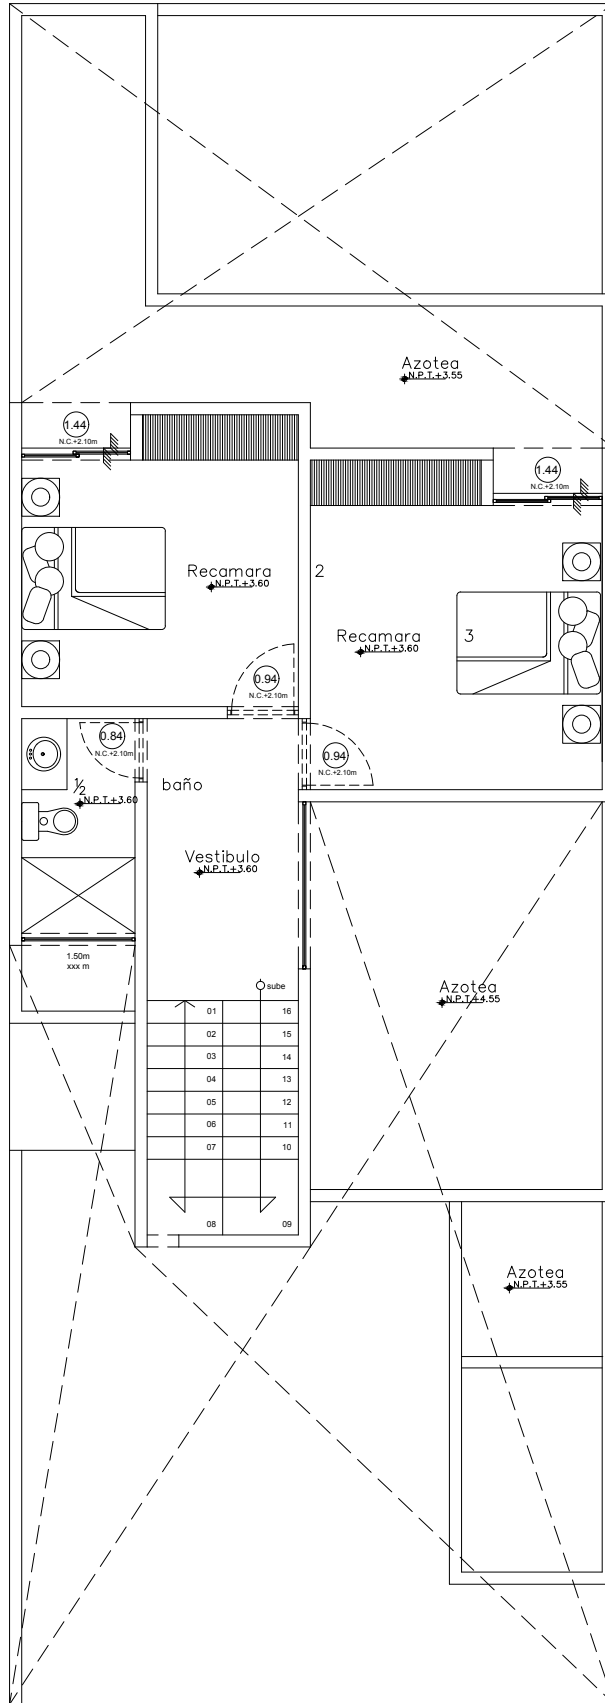 Azotea
N.P.T.+3.55
1.44
N.C.+2.10m
1.44
N.C.+2.10m
Recamara 2
N.P.T.+3.60
Recamara 3
N.P.T.+3.60
0.94
N.C.+2.10m
0.84
N.C.+2.10m
0.94
N.C.+2.10m
½ baño
N.P.T.+3.60
Vestibulo
N.P.T.+3.60
1.50m
xxx m
sube
Azotea
N.P.T.+4.55
01 16
02 15
03 14
04 13
05 12
06 11
07 10
08 09
Azotea
N.P.T.+3.55